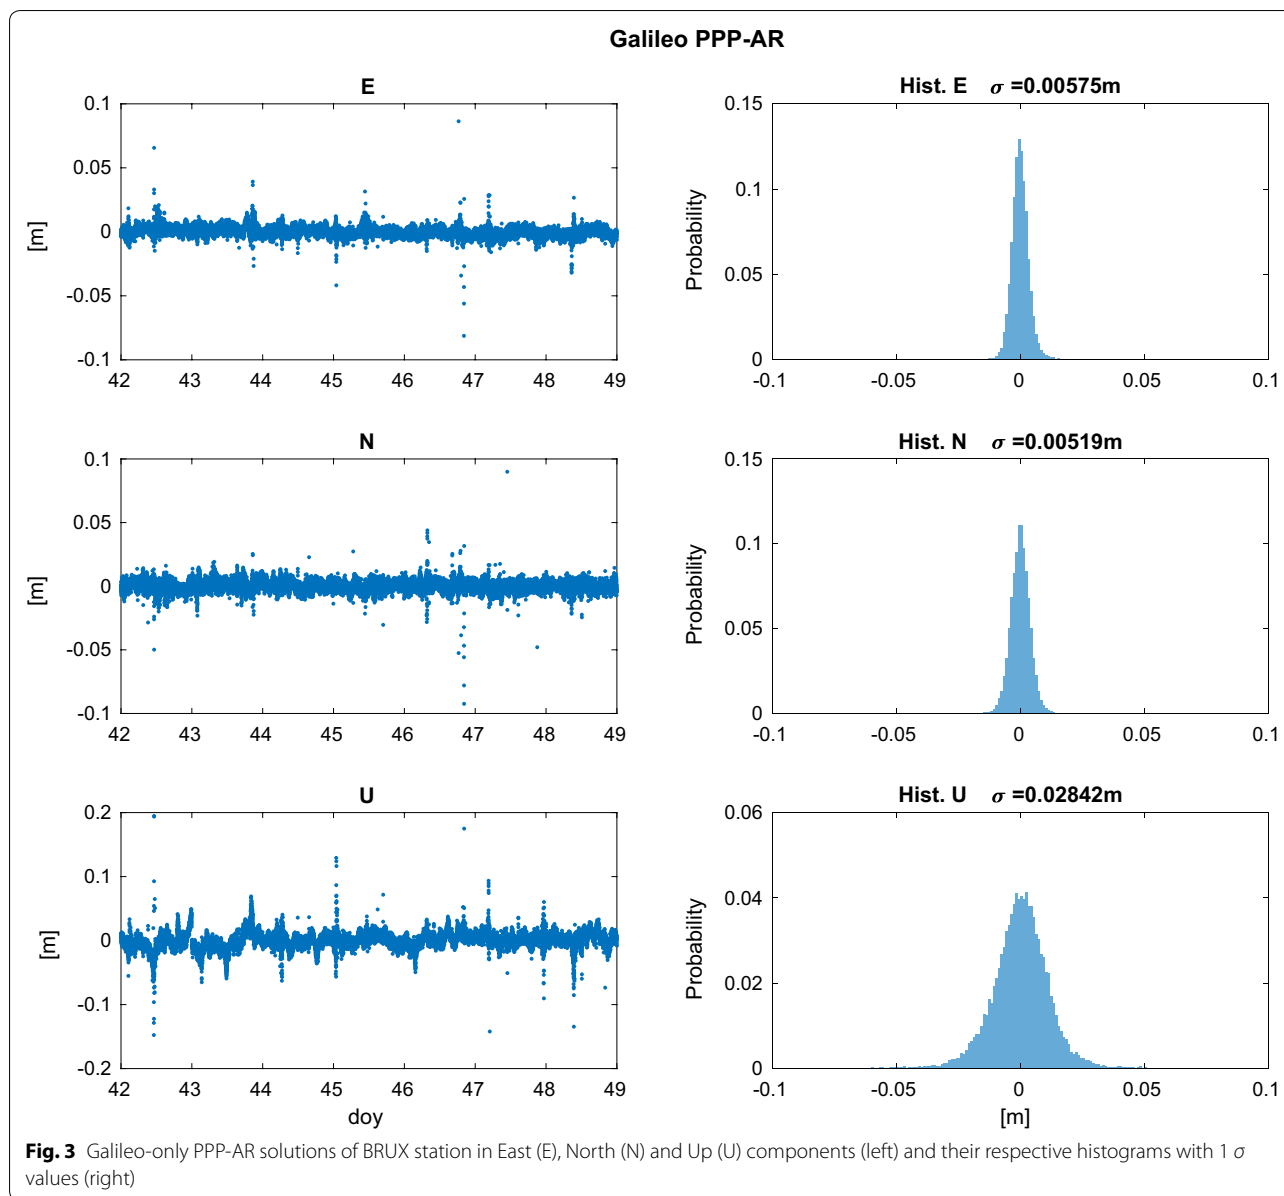 Galileo PPP-AR
E
0.1
0.05
0
-0.05
-0.1
[m]
42 43 44 45 46 47 48 49
Hist. E σ =0.00575m
0.15
0.1
0.05
0
Probability
-0.1 -0.05 0 0.05 0.1
N
0.1
0.05
0
-0.05
-0.1
[m]
42 43 44 45 46 47 48 49
Hist. N σ =0.00519m
0.15
0.1
0.05
0
Probability
-0.1 -0.05 0 0.05 0.1
U
0.2
0.1
0
-0.1
-0.2
[m]
42 43 44 45 46 47 48 49
doy
Hist. U σ =0.02842m
0.06
0.04
0.02
0
Probability
-0.1 -0.05 0 0.05 0.1
[m]
Fig. 3 Galileo-only PPP-AR solutions of BRUX station in East (E), North (N) and Up (U) components (left) and their respective histograms with 1 σ
values (right)